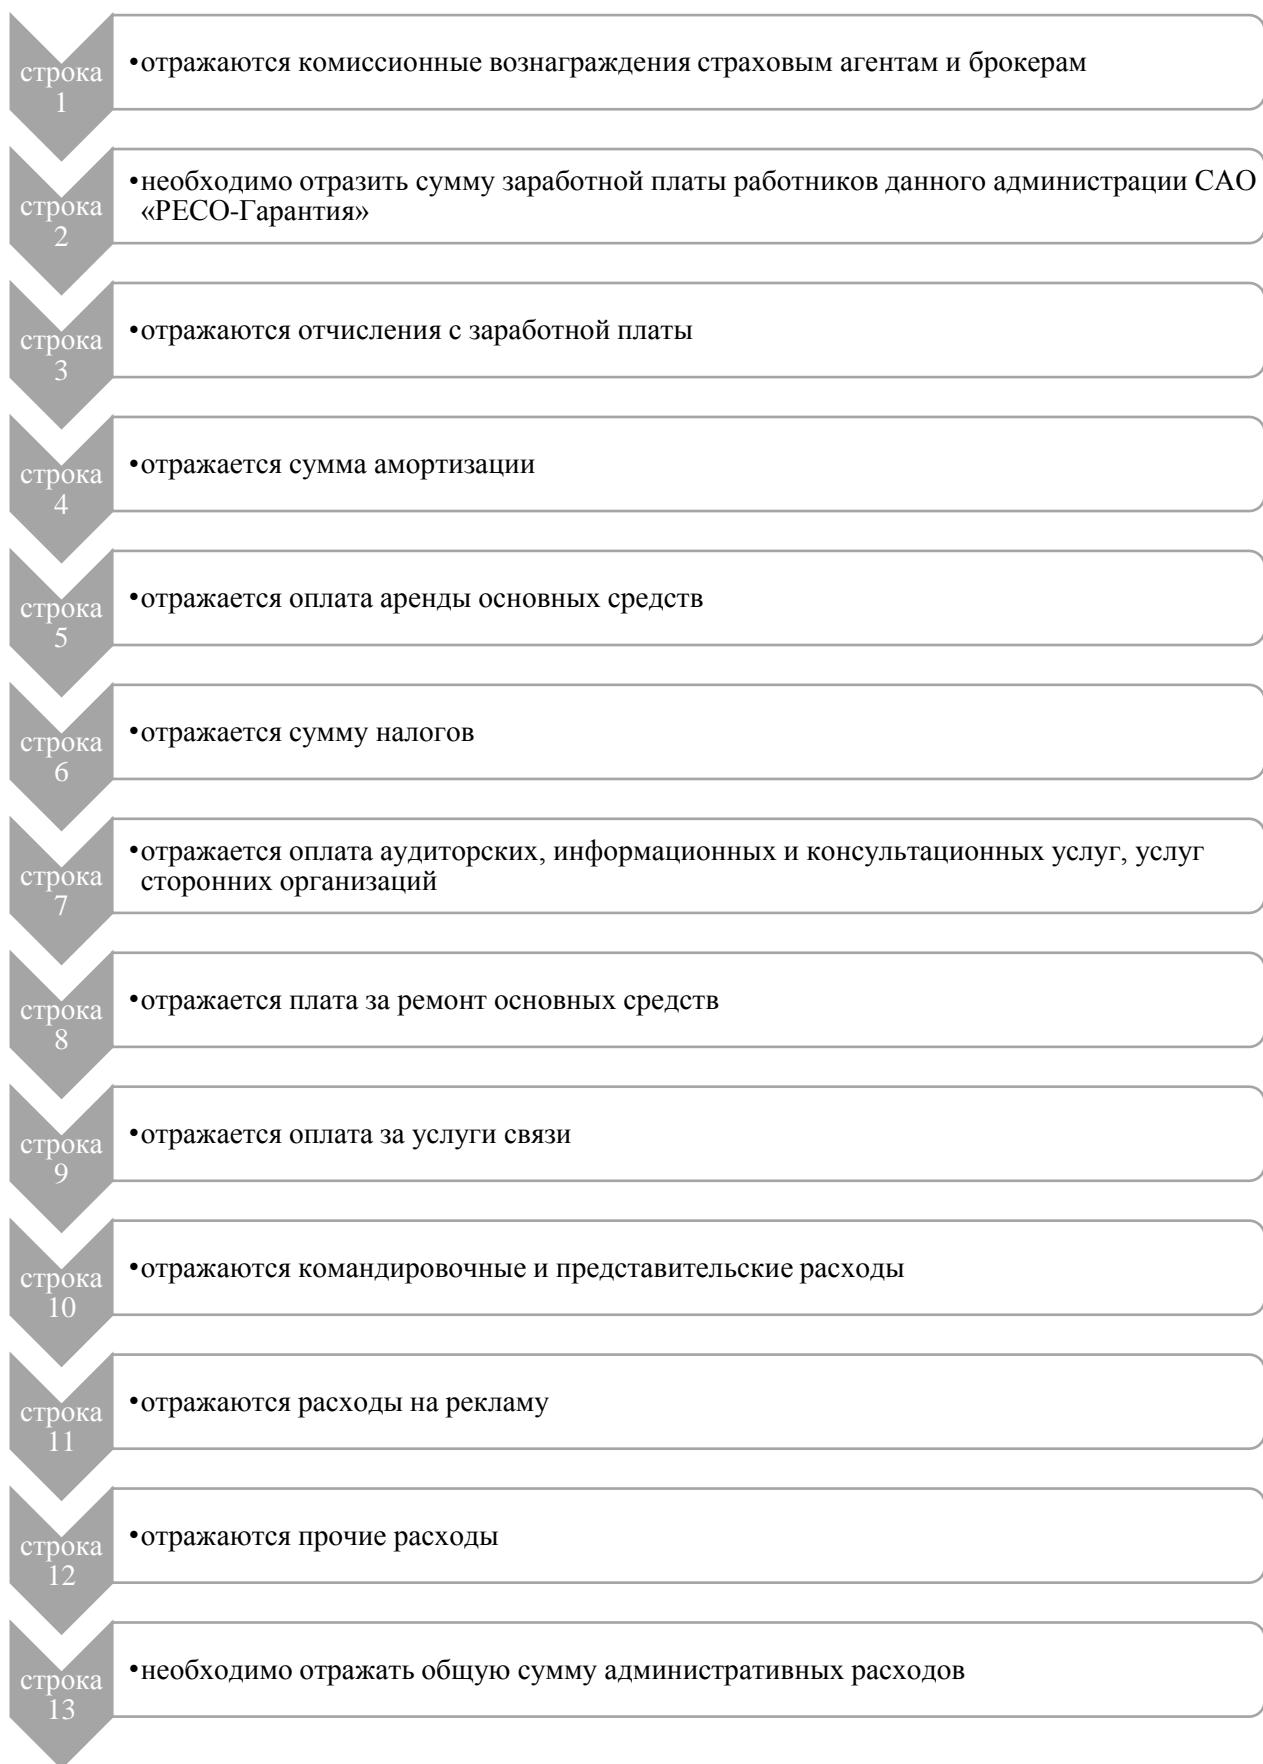 строка
1
•отражаются комиссионные вознаграждения страховым агентам и брокерам
строка
2
•необходимо отразить сумму заработной платы работников данного администрации САО
«РЕСО-Гарантия»
строка
3
•отражаются отчисления с заработной платы
строка
4
•отражается сумма амортизации
строка
5
•отражается оплата аренды основных средств
строка
6
•отражается сумму налогов
строка
7
•отражается оплата аудиторских, информационных и консультационных услуг, услуг
сторонних организаций
строка
8
•отражается плата за ремонт основных средств
строка
9
•отражается оплата за услуги связи
строка
10
•отражаются командировочные и представительские расходы
строка
11
•отражаются расходы на рекламу
строка
12
•отражаются прочие расходы
строка
13
•необходимо отражать общую сумму административных расходов